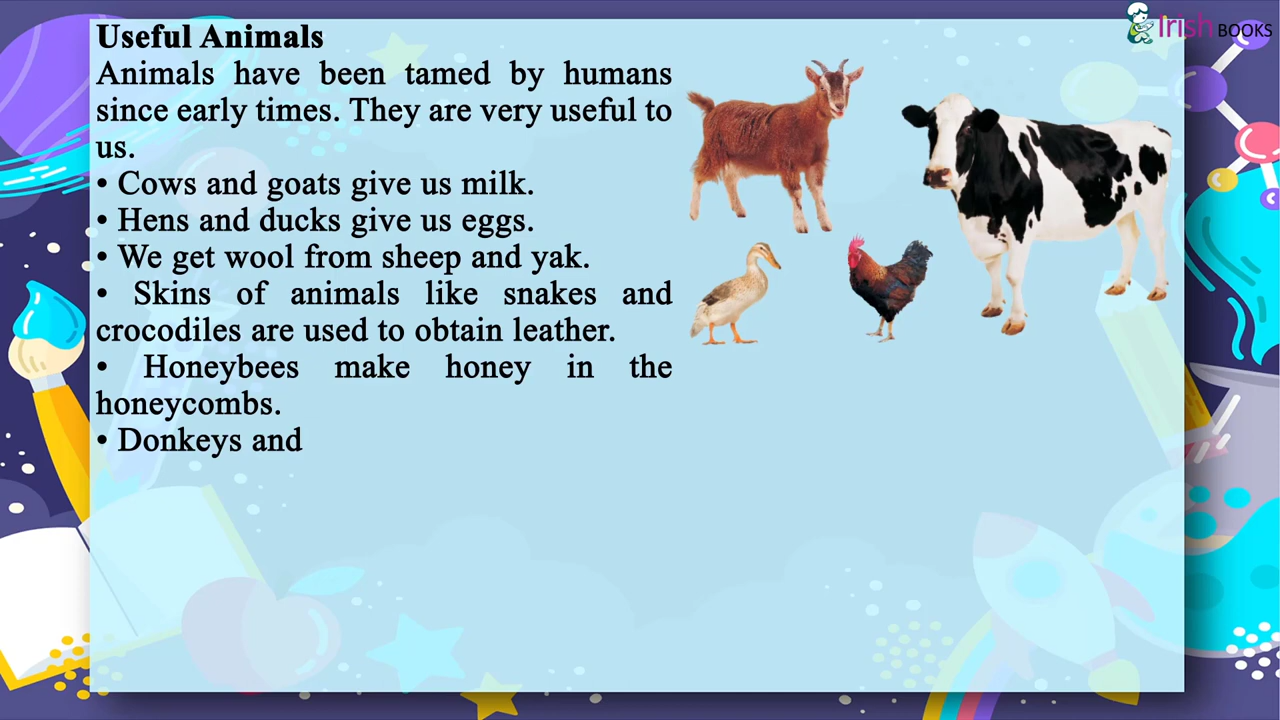 Irish BOOKS
Useful Animals
Animals have been tamed by humans
since early times. They are very useful to
us.
• Cows and goats give us milk.
• Hens and ducks give us eggs.
• We get wool from sheep and yak.
• Skins of animals like snakes and
crocodiles are used to obtain leather.
• Honeybees make honey in the
honeycombs.
• Donkeys and